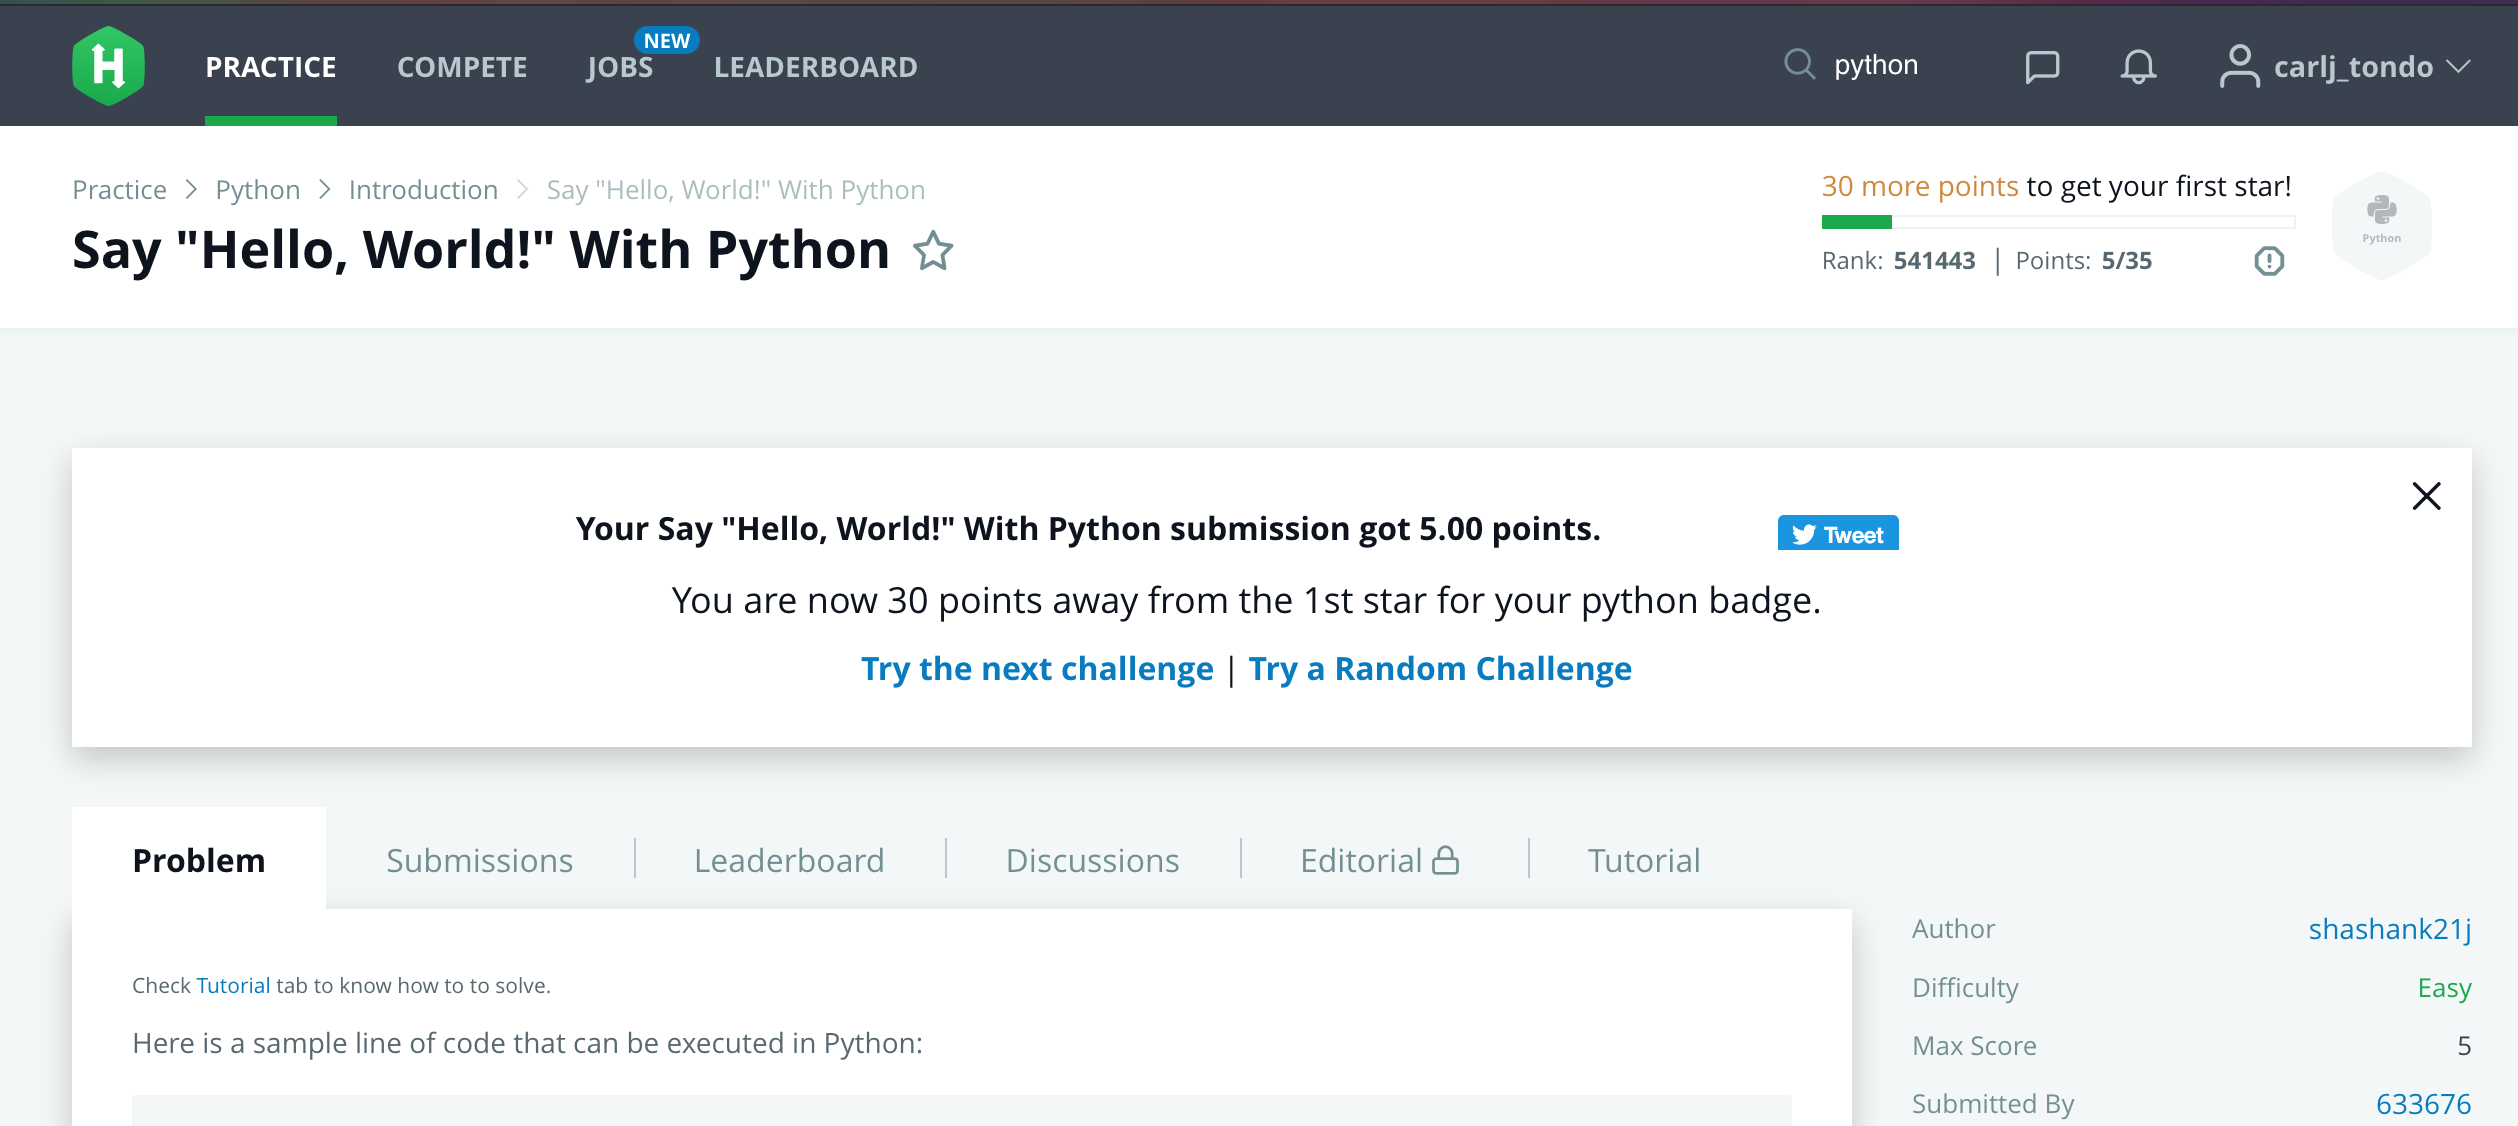 H PRACTICE COMPETE JOBS NEW LEADERBOARD python carlj_tondo
Practice > Python > Introduction > Say "Hello, World!" With Python
Say "Hello, World!" With Python
30 more points to get your first star!
Rank: 541443 | Points: 5/35
Python
Your Say "Hello, World!" With Python submission got 5.00 points.
Tweet
You are now 30 points away from the 1st star for your python badge.
Try the next challenge | Try a Random Challenge
Problem Submissions Leaderboard Discussions Editorial Tutorial
Check Tutorial tab to know how to to solve.
Here is a sample line of code that can be executed in Python:
Author shashank21j
Difficulty Easy
Max Score 5
Submitted By 633676